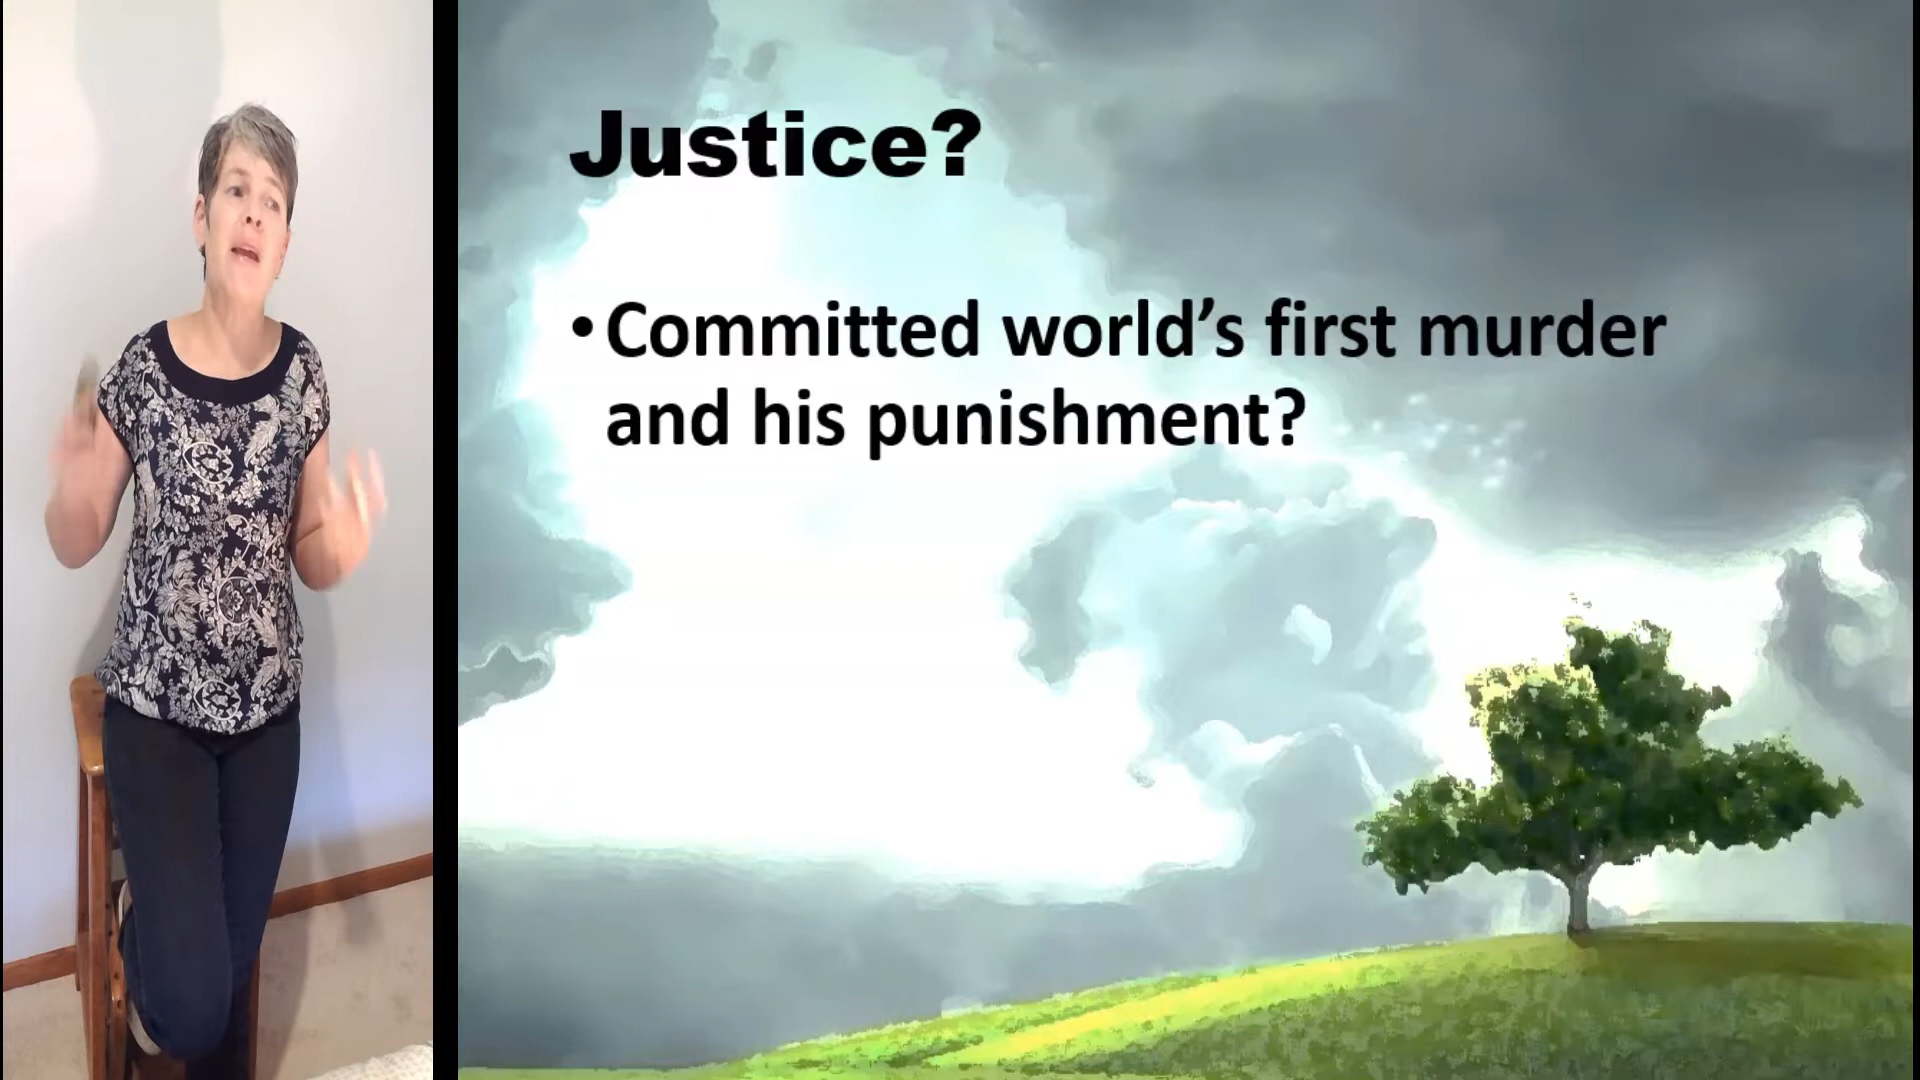 Justice?
•Committed world’s first murder
and his punishment?